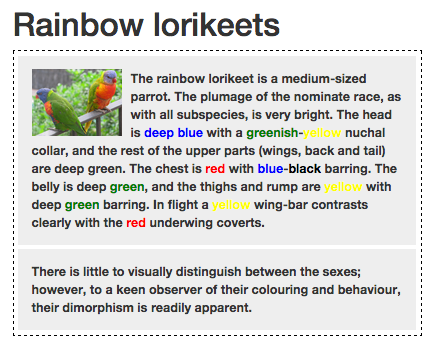 Rainbow lorikeets
The rainbow lorikeet is a medium-sized
parrot. The plumage of the nominate race, as
with all subspecies, is very bright. The head
is deep blue with a greenish-yellow nuchal
collar, and the rest of the upper parts (wings, back and tail)
are deep green. The chest is red with blue-black barring. The
belly is deep green, and the thighs and rump are yellow with
deep green barring. In flight a yellow wing-bar contrasts
clearly with the red underwing coverts.
There is little to visually distinguish between the sexes;
however, to a keen observer of their colouring and behaviour,
their dimorphism is readily apparent.